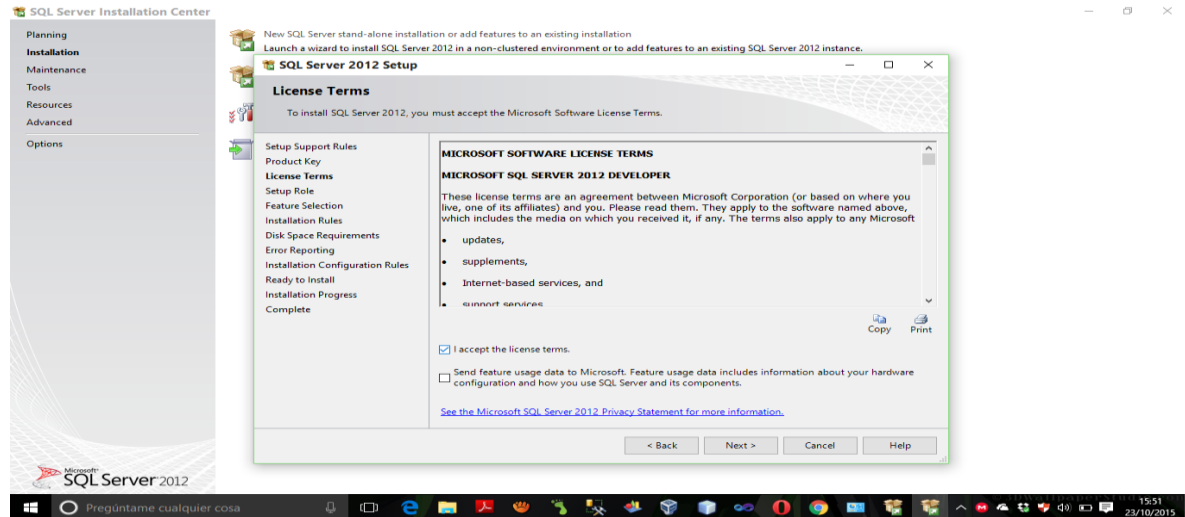 SQL Server Installation Center
Planning
Installation
Maintenance
Tools
Resources
Advanced
Options
New SQL Server stand-alone installation or add features to an existing installation
Launch a wizard to install SQL Server 2012 in a non-clustered environment or to add features to an existing SQL Server 2012 instance.
SQL Server 2012 Setup
License Terms
To install SQL Server 2012, you must accept the Microsoft Software License Terms.
Setup Support Rules
Product Key
License Terms
Setup Role
Feature Selection
Installation Rules
Disk Space Requirements
Error Reporting
Installation Configuration Rules
Ready to Install
Installation Progress
Complete
MICROSOFT SOFTWARE LICENSE TERMS
MICROSOFT SQL SERVER 2012 DEVELOPER
These license terms are an agreement between Microsoft Corporation (or based on where you
live, one of its affiliates) and you. Please read them. They apply to the software named above,
which includes the media on which you received it, if any. The terms also apply to any Microsoft
• updates,
• supplements,
• Internet-based services, and
• support services
Copy
Print
I accept the license terms.
Send feature usage data to Microsoft. Feature usage data includes information about your hardware
configuration and how you use SQL Server and its components.
See the Microsoft SQL Server 2012 Privacy Statement for more information.
< Back
Next >
Cancel
Help
Microsoft®
SQL Server 2012
Pregúntame cualquier cosa
15:51
23/10/2015